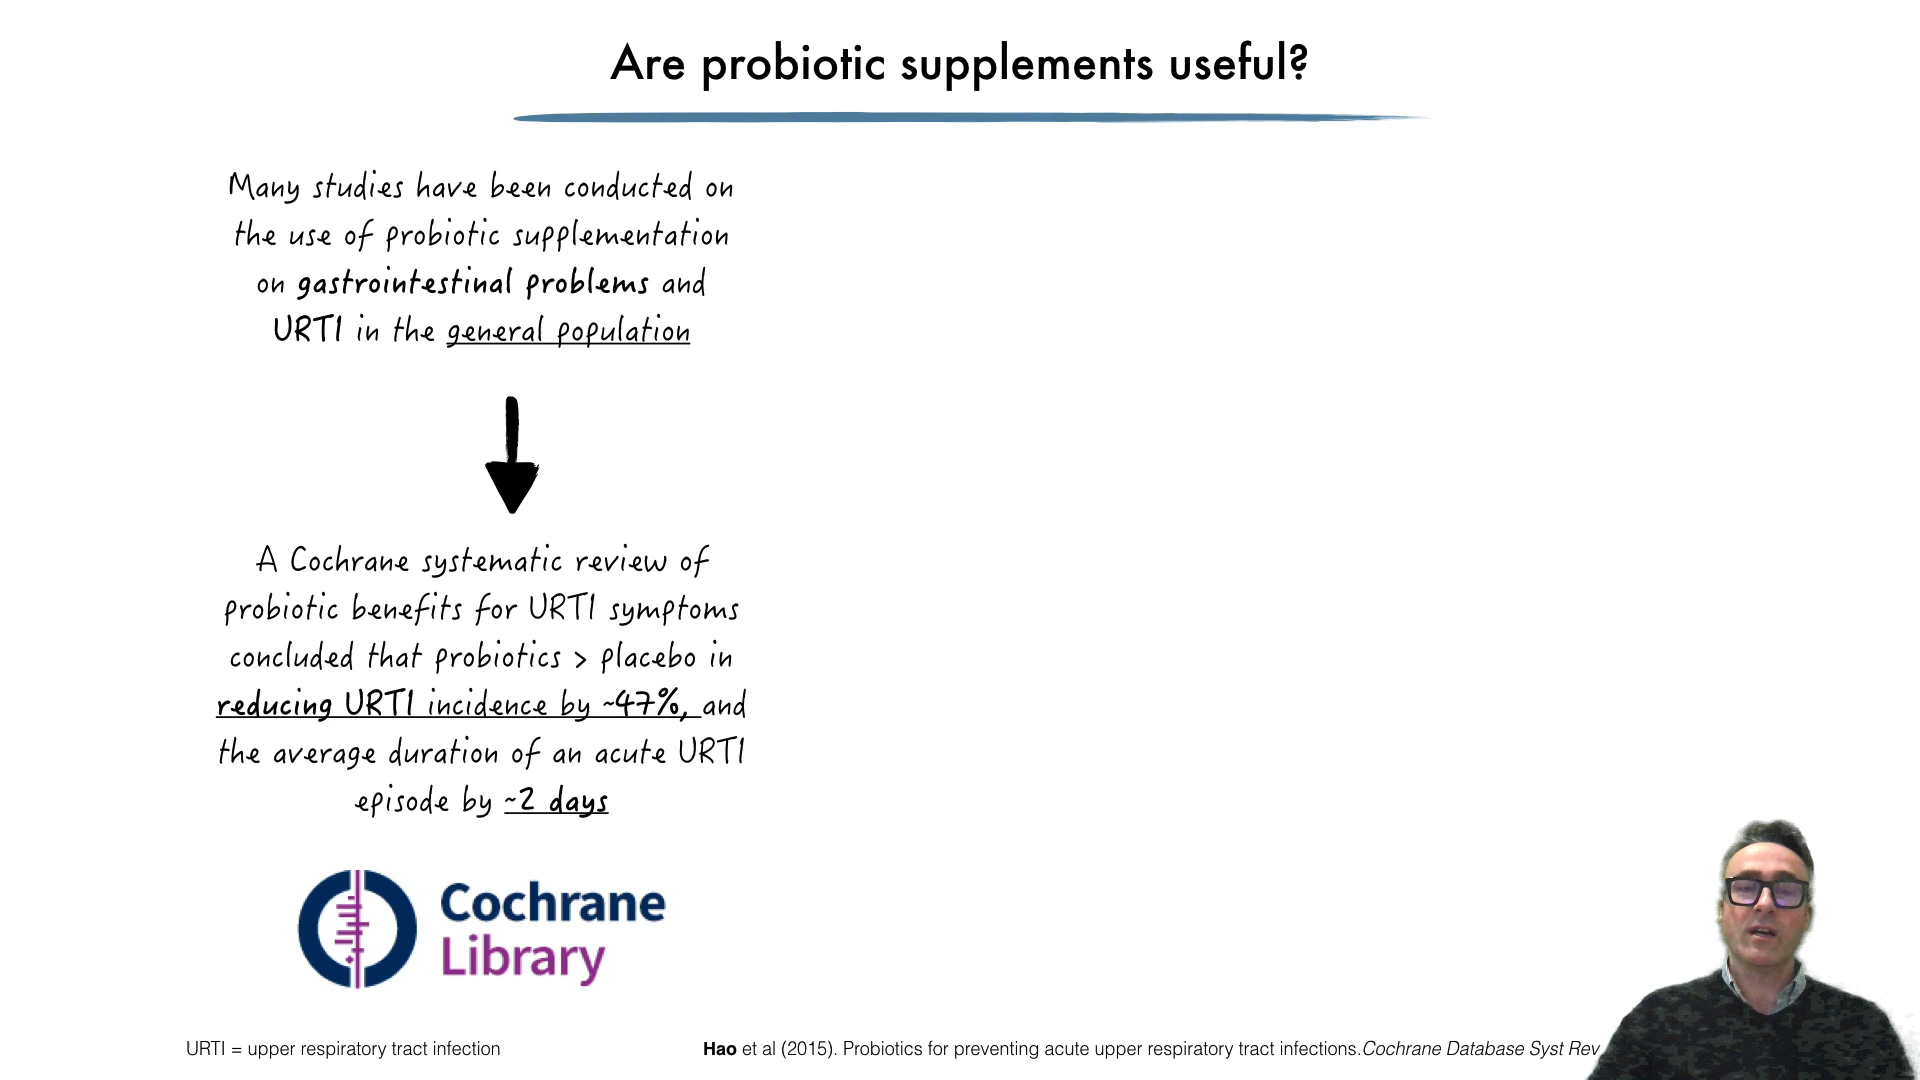 Are probiotic supplements useful?
Many studies have been conducted on
the use of probiotic supplementation
on gastrointestinal problems and
URTI in the general population
A Cochrane systematic review of
probiotic benefits for URTI symptoms
concluded that probiotics > placebo in
reducing URTI incidence by ~47%, and
the average duration of an acute URTI
episode by ~2 days
Cochrane
Library
URTI = upper respiratory tract infection
Hao et al (2015). Probiotics for preventing acute upper respiratory tract infections.Cochrane Database Syst Rev